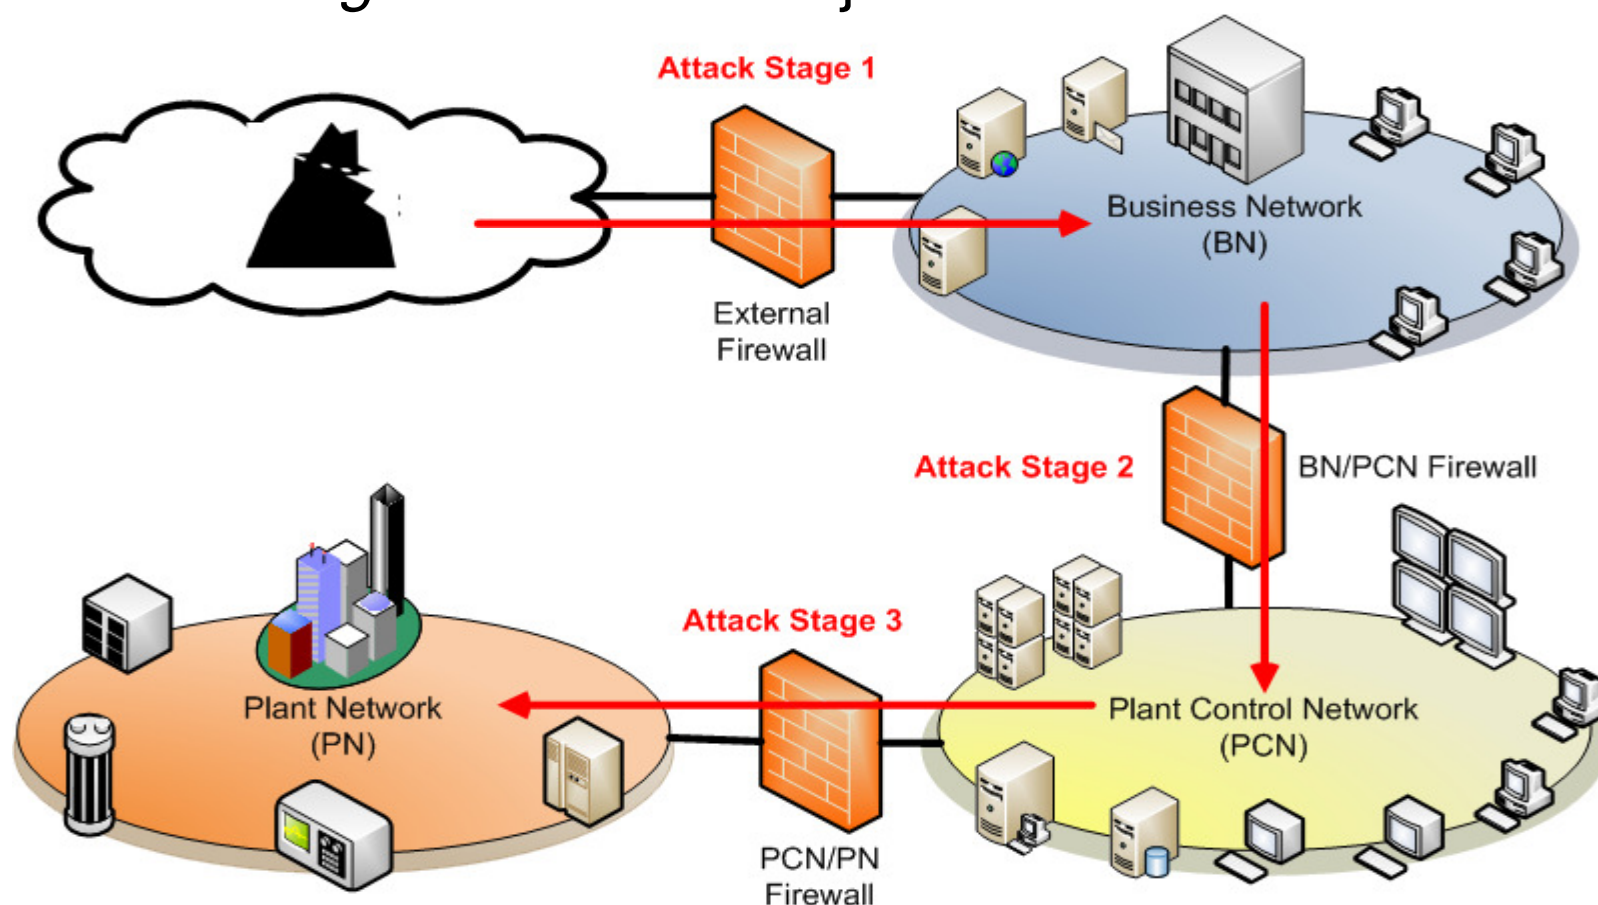 Attack Stage 1
Business Network
(BN)
External
Firewall
Attack Stage 2
BN/PCN Firewall
Attack Stage 3
Plant Network
(PN)
Plant Control Network
(PCN)
PCN/PN
Firewall